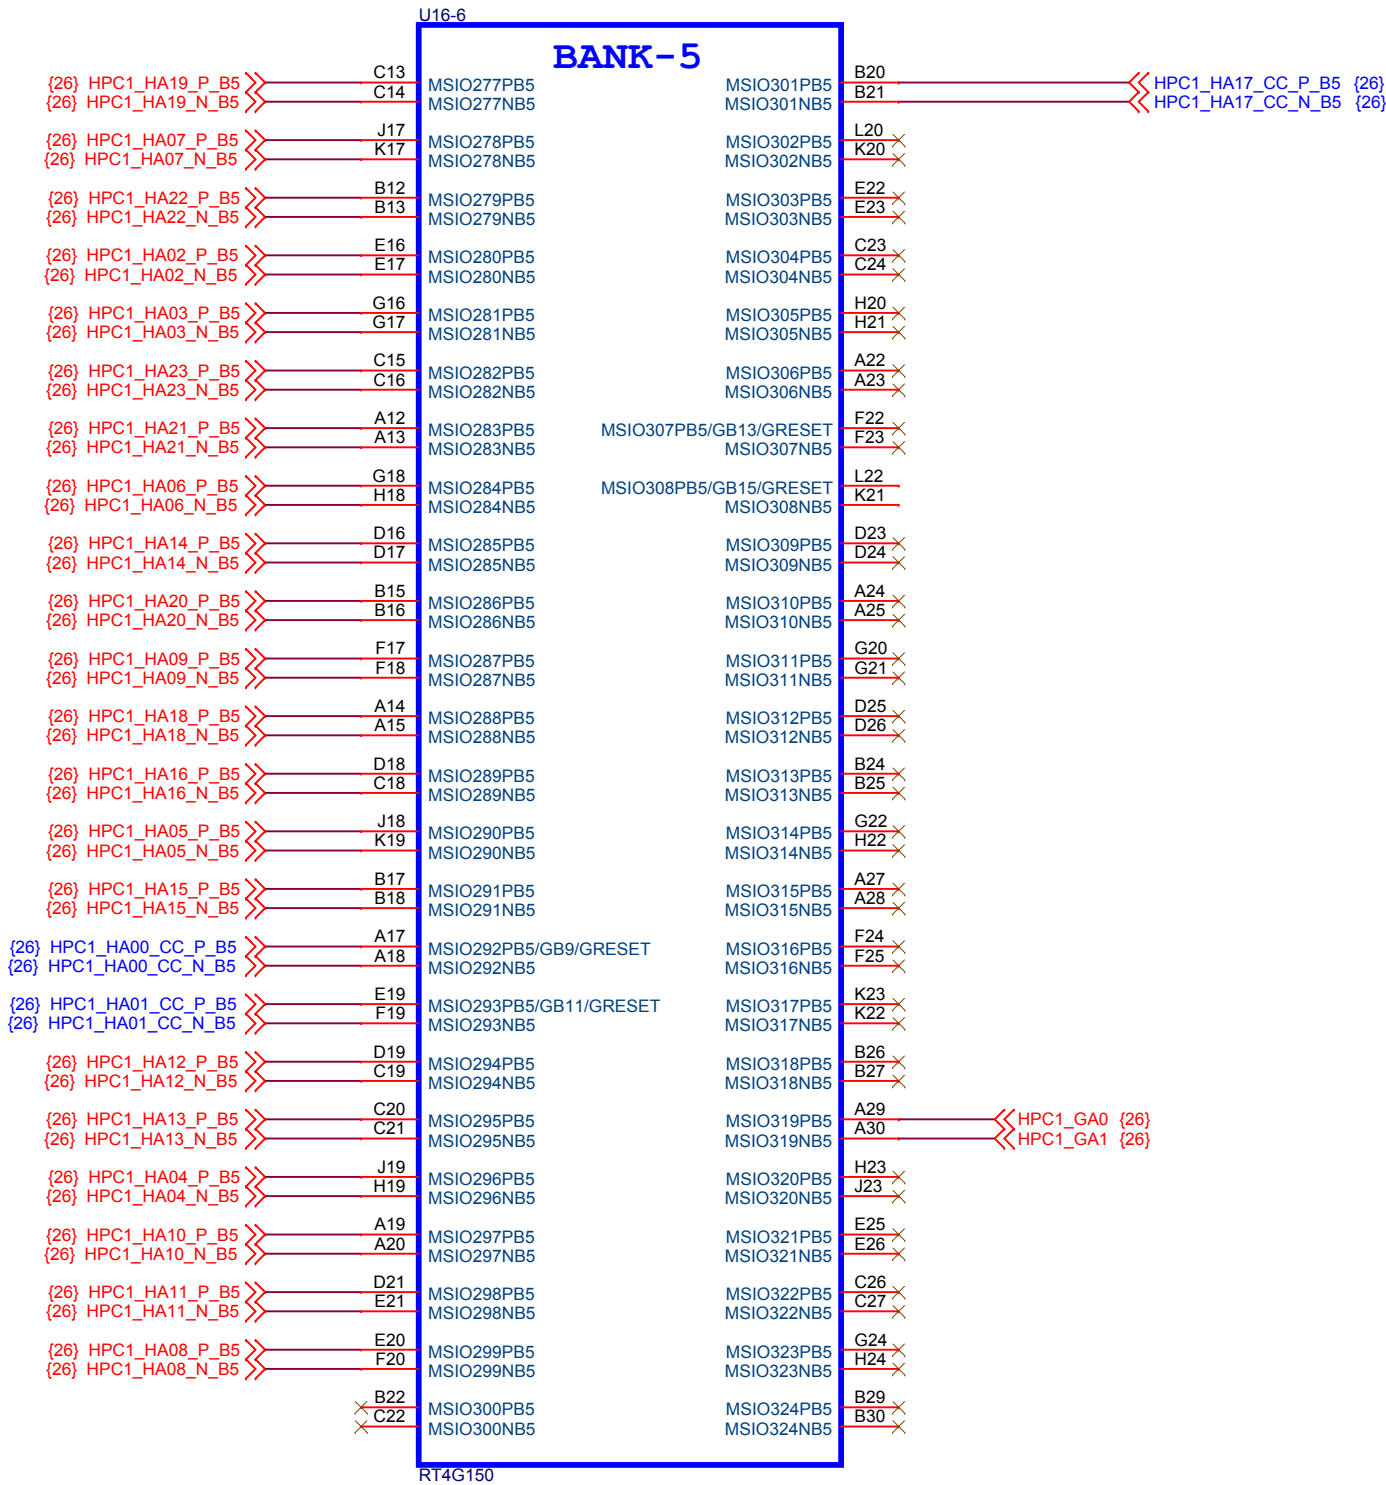 U16-6
BANK-5
{26} HPC1_HA19_P_B5 C13 MSIO277PB5 MSIO301PB5 B20 HPC1_HA17_CC_P_B5 {26}
{26} HPC1_HA19_N_B5 C14 MSIO277NB5 MSIO301NB5 B21 HPC1_HA17_CC_N_B5 {26}
{26} HPC1_HA07_P_B5 J17 MSIO278PB5 MSIO302PB5 L20
{26} HPC1_HA07_N_B5 K17 MSIO278NB5 MSIO302NB5 K20
{26} HPC1_HA22_P_B5 B12 MSIO279PB5 MSIO303PB5 E22
{26} HPC1_HA22_N_B5 B13 MSIO279NB5 MSIO303NB5 E23
{26} HPC1_HA02_P_B5 E16 MSIO280PB5 MSIO304PB5 C23
{26} HPC1_HA02_N_B5 E17 MSIO280NB5 MSIO304NB5 C24
{26} HPC1_HA03_P_B5 G16 MSIO281PB5 MSIO305PB5 H20
{26} HPC1_HA03_N_B5 G17 MSIO281NB5 MSIO305NB5 H21
{26} HPC1_HA23_P_B5 C15 MSIO282PB5 MSIO306PB5 A22
{26} HPC1_HA23_N_B5 C16 MSIO282NB5 MSIO306NB5 A23
{26} HPC1_HA21_P_B5 A12 MSIO283PB5 MSIO307PB5/GB13/GRESET F22
{26} HPC1_HA21_N_B5 A13 MSIO283NB5 MSIO307NB5 F23
{26} HPC1_HA06_P_B5 G18 MSIO284PB5 MSIO308PB5/GB15/GRESET L22
{26} HPC1_HA06_N_B5 H18 MSIO284NB5 MSIO308NB5 K21
{26} HPC1_HA14_P_B5 D16 MSIO285PB5 MSIO309PB5 D23
{26} HPC1_HA14_N_B5 D17 MSIO285NB5 MSIO309NB5 D24
{26} HPC1_HA20_P_B5 B15 MSIO286PB5 MSIO310PB5 A24
{26} HPC1_HA20_N_B5 B16 MSIO286NB5 MSIO310NB5 A25
{26} HPC1_HA09_P_B5 F17 MSIO287PB5 MSIO311PB5 G20
{26} HPC1_HA09_N_B5 F18 MSIO287NB5 MSIO311NB5 G21
{26} HPC1_HA18_P_B5 A14 MSIO288PB5 MSIO312PB5 D25
{26} HPC1_HA18_N_B5 A15 MSIO288NB5 MSIO312NB5 D26
{26} HPC1_HA16_P_B5 D18 MSIO289PB5 MSIO313PB5 B24
{26} HPC1_HA16_N_B5 C18 MSIO289NB5 MSIO313NB5 B25
{26} HPC1_HA05_P_B5 J18 MSIO290PB5 MSIO314PB5 G22
{26} HPC1_HA05_N_B5 K19 MSIO290NB5 MSIO314NB5 H22
{26} HPC1_HA15_P_B5 B17 MSIO291PB5 MSIO315PB5 A27
{26} HPC1_HA15_N_B5 B18 MSIO291NB5 MSIO315NB5 A28
{26} HPC1_HA00_CC_P_B5 A17 MSIO292PB5/GB9/GRESET MSIO316PB5 F24
{26} HPC1_HA00_CC_N_B5 A18 MSIO292NB5 MSIO316NB5 F25
{26} HPC1_HA01_CC_P_B5 E19 MSIO293PB5/GB11/GRESET MSIO317PB5 K23
{26} HPC1_HA01_CC_N_B5 F19 MSIO293NB5 MSIO317NB5 K22
{26} HPC1_HA12_P_B5 D19 MSIO294PB5 MSIO318PB5 B26
{26} HPC1_HA12_N_B5 C19 MSIO294NB5 MSIO318NB5 B27
{26} HPC1_HA13_P_B5 C20 MSIO295PB5 MSIO319PB5 A29 HPC1_GA0 {26}
{26} HPC1_HA13_N_B5 C21 MSIO295NB5 MSIO319NB5 A30 HPC1_GA1 {26}
{26} HPC1_HA04_P_B5 J19 MSIO296PB5 MSIO320PB5 H23
{26} HPC1_HA04_N_B5 H19 MSIO296NB5 MSIO320NB5 J23
{26} HPC1_HA10_P_B5 A19 MSIO297PB5 MSIO321PB5 E25
{26} HPC1_HA10_N_B5 A20 MSIO297NB5 MSIO321NB5 E26
{26} HPC1_HA11_P_B5 D21 MSIO298PB5 MSIO322PB5 C26
{26} HPC1_HA11_N_B5 E21 MSIO298NB5 MSIO322NB5 C27
{26} HPC1_HA08_P_B5 E20 MSIO299PB5 MSIO323PB5 G24
{26} HPC1_HA08_N_B5 F20 MSIO299NB5 MSIO323NB5 H24
B22 MSIO300PB5 MSIO324PB5 B29
C22 MSIO300NB5 MSIO324NB5 B30
RT4G150